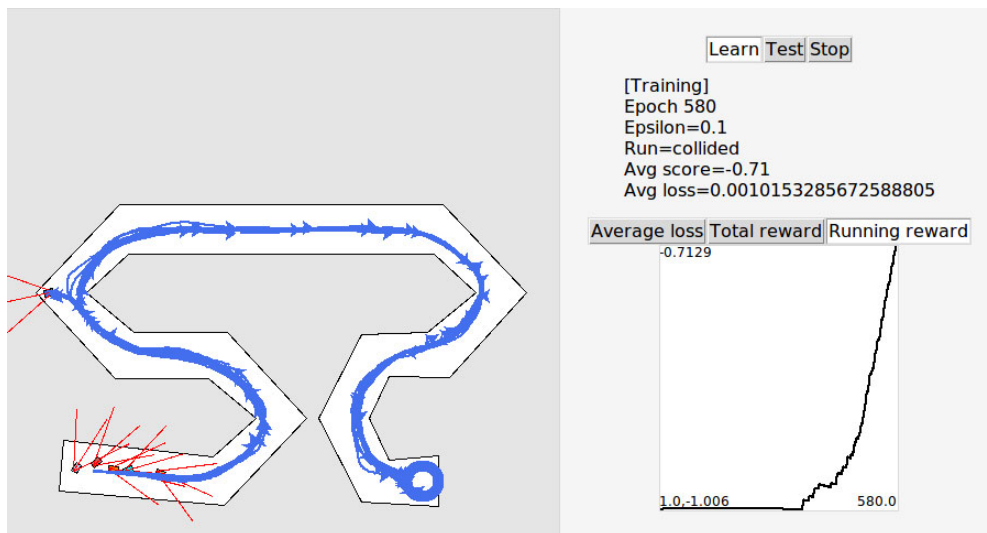 Learn Test Stop
[Training]
Epoch 580
Epsilon=0.1
Run=collided
Avg score=-0.71
Avg loss=0.0010153285672588805
Average loss Total reward Running reward
-0.7129
1.0,-1.006 580.0